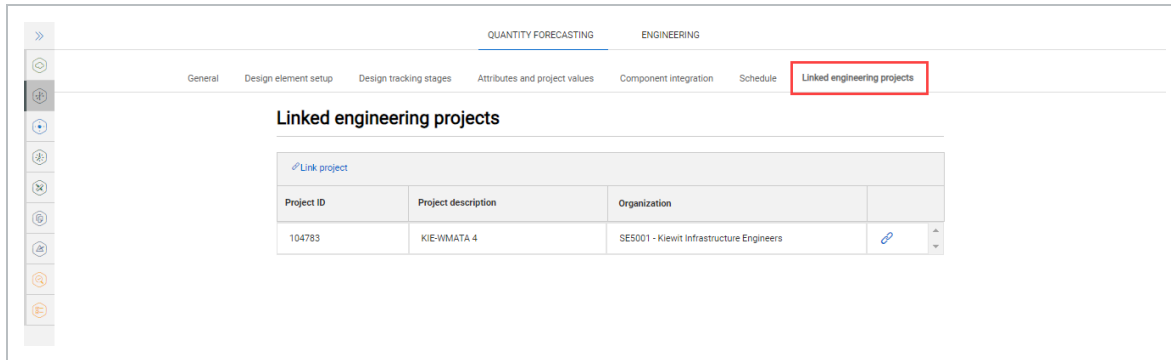 QUANTITY FORECASTING ENGINEERING
General Design element setup Design tracking stages Attributes and project values Component integration Schedule Linked engineering projects
Linked engineering projects
Link project
Project ID Project description Organization
104783 KIE-WMATA 4 SE5001 - Kiewit Infrastructure Engineers